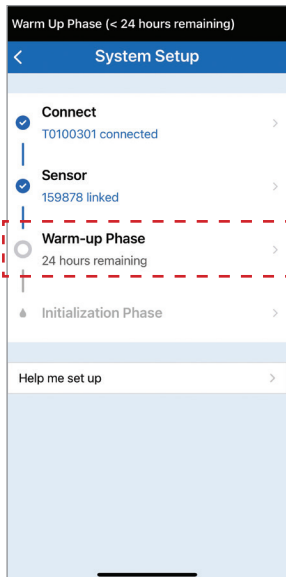 Warm Up Phase (< 24 hours remaining)
System Setup
Connect
T0100301 connected
Sensor
159878 linked
Warm-up Phase
24 hours remaining
Initialization Phase
Help me set up